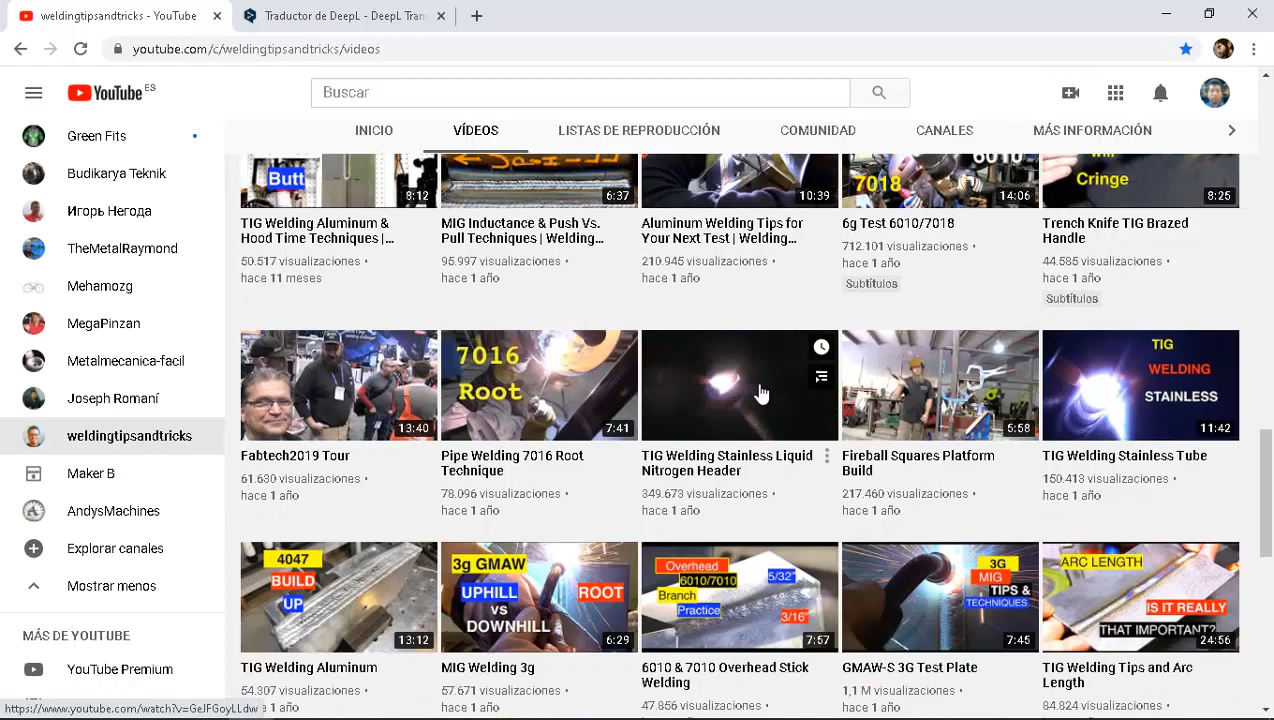 weldingtipsandtricks - YouTube
Traductor de DeepL - DeepL Tran
youtube.com/c/weldingtipsandtricks/videos
YouTube ES
Buscar
INICIO
VÍDEOS
LISTAS DE REPRODUCCIÓN
COMUNIDAD
CANALES
MÁS INFORMACIÓN
Green Fits
Budikarya Teknik
Игорь Негода
TheMetalRaymond
Mehamozg
MegaPinzan
Metalmecanica-facil
Joseph Romaní
weldingtipsandtricks
Maker B
AndysMachines
Explorar canales
Mostrar menos
MÁS DE YOUTUBE
YouTube Premium
https://www.youtube.com/watch?v=GeJFGoyLLdw
Butt
8:12
TIG Welding Aluminum &
Hood Time Techniques |...
50.517 visualizaciones •
hace 11 meses
6:37
MIG Inductance & Push Vs.
Pull Techniques | Welding...
95.997 visualizaciones •
hace 1 año
10:39
Aluminum Welding Tips for
Your Next Test | Welding...
210.945 visualizaciones •
hace 1 año
6010
7018
14:06
6g Test 6010/7018
712.101 visualizaciones •
hace 1 año
Subtítulos
will
Cringe
8:25
Trench Knife TIG Brazed
Handle
44.585 visualizaciones •
hace 1 año
Subtítulos
13:40
Fabtech2019 Tour
61.630 visualizaciones •
hace 1 año
7016
Root
7:41
Pipe Welding 7016 Root
Technique
78.096 visualizaciones •
hace 1 año
TIG Welding Stainless Liquid
Nitrogen Header
349.673 visualizaciones •
hace 1 año
5:58
Fireball Squares Platform
Build
217.460 visualizaciones •
hace 1 año
TIG
WELDING
STAINLESS
11:42
TIG Welding Stainless Tube
150.413 visualizaciones •
hace 1 año
4047
BUILD
UP
13:12
TIG Welding Aluminum
54.307 visualizaciones •
hace 1 año
3g GMAW
UPHILL
vs
DOWNHILL
ROOT
6:29
MIG Welding 3g
57.671 visualizaciones •
hace 1 año
Overhead
6010/7010
Branch
Practice
5/32"
3/16"
7:57
6010 & 7010 Overhead Stick
Welding
47.856 visualizaciones •
3G
MIG
TIPS &
TECHNIQUES
7:45
GMAW-S 3G Test Plate
1,1 M visualizaciones •
hace 1 año
ARC LENGTH
IS IT REALLY
THAT IMPORTANT?
24:56
TIG Welding Tips and Arc
Length
84.824 visualizaciones •